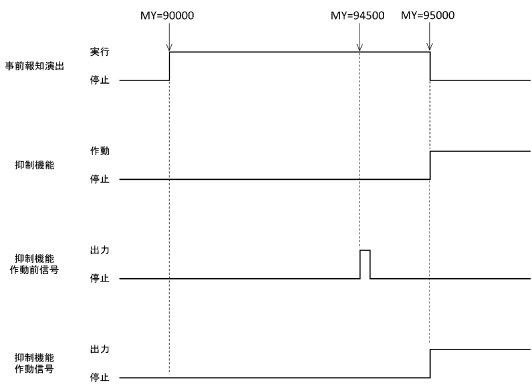 MY=90000
MY=94500
MY=95000
事前報知演出
実行
停止
抑制機能
作動
停止
抑制機能
作動前信号
出力
停止
抑制機能
作動信号
出力
停止